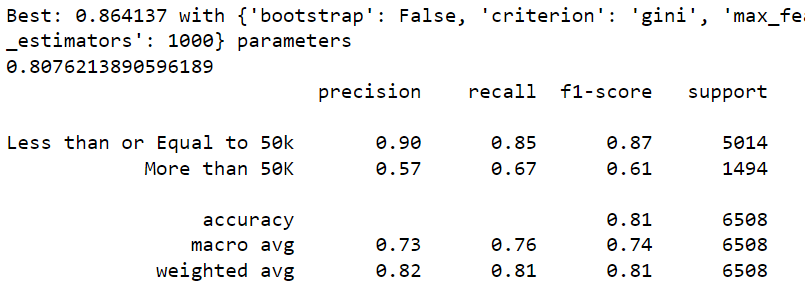 Best: 0.864137 with {'bootstrap': False, 'criterion': 'gini', 'max_fea
_estimators': 1000} parameters
0.8076213890596189
precision recall f1-score support
Less than or Equal to 50k 0.90 0.85 0.87 5014
More than 50K 0.57 0.67 0.61 1494
accuracy 0.81 6508
macro avg 0.73 0.76 0.74 6508
weighted avg 0.82 0.81 0.81 6508